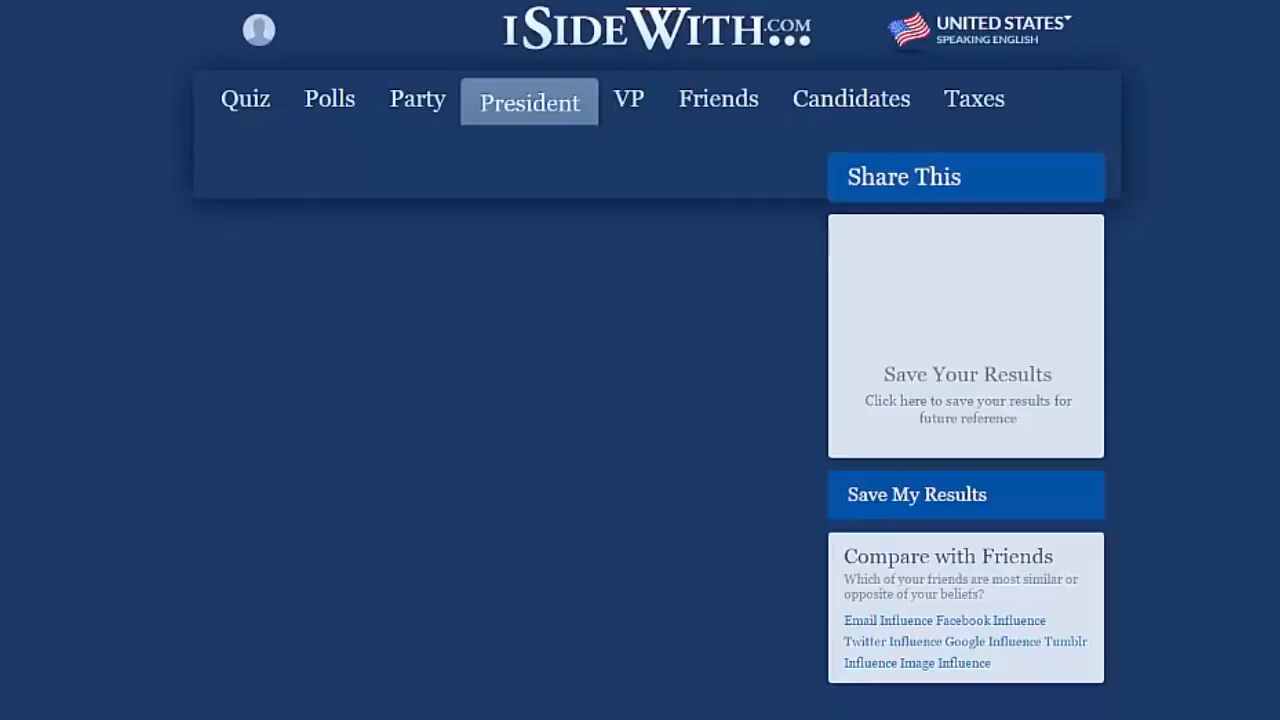 iSideWith.com
UNITED STATES
SPEAKING ENGLISH
Quiz Polls Party President VP Friends Candidates Taxes
Share This
Save Your Results
Click here to save your results for
future reference
Save My Results
Compare with Friends
Which of your friends are most similar or
opposite of your beliefs?
Email Influence Facebook Influence
Twitter Influence Google Influence Tumblr
Influence Image Influence